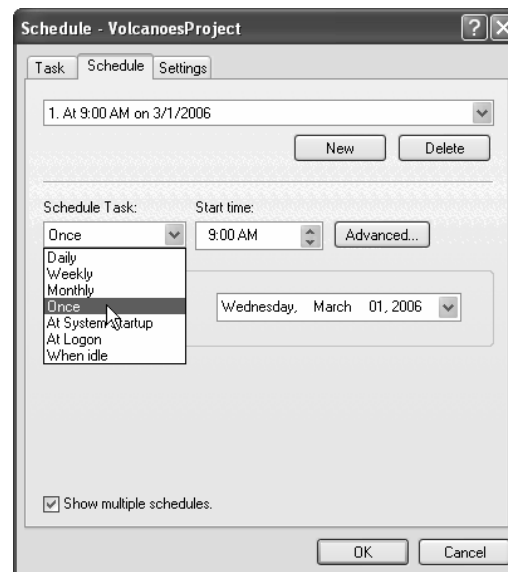 Schedule - VolcanoesProject
Task Schedule Settings
1. At 9:00 AM on 3/1/2006
New Delete
Schedule Task: Start time:
Once 9:00 AM Advanced...
Daily
Weekly
Monthly
Once
Wednesday, March 01, 2006
At System Startup
At Logon
When idle
Show multiple schedules.
OK Cancel